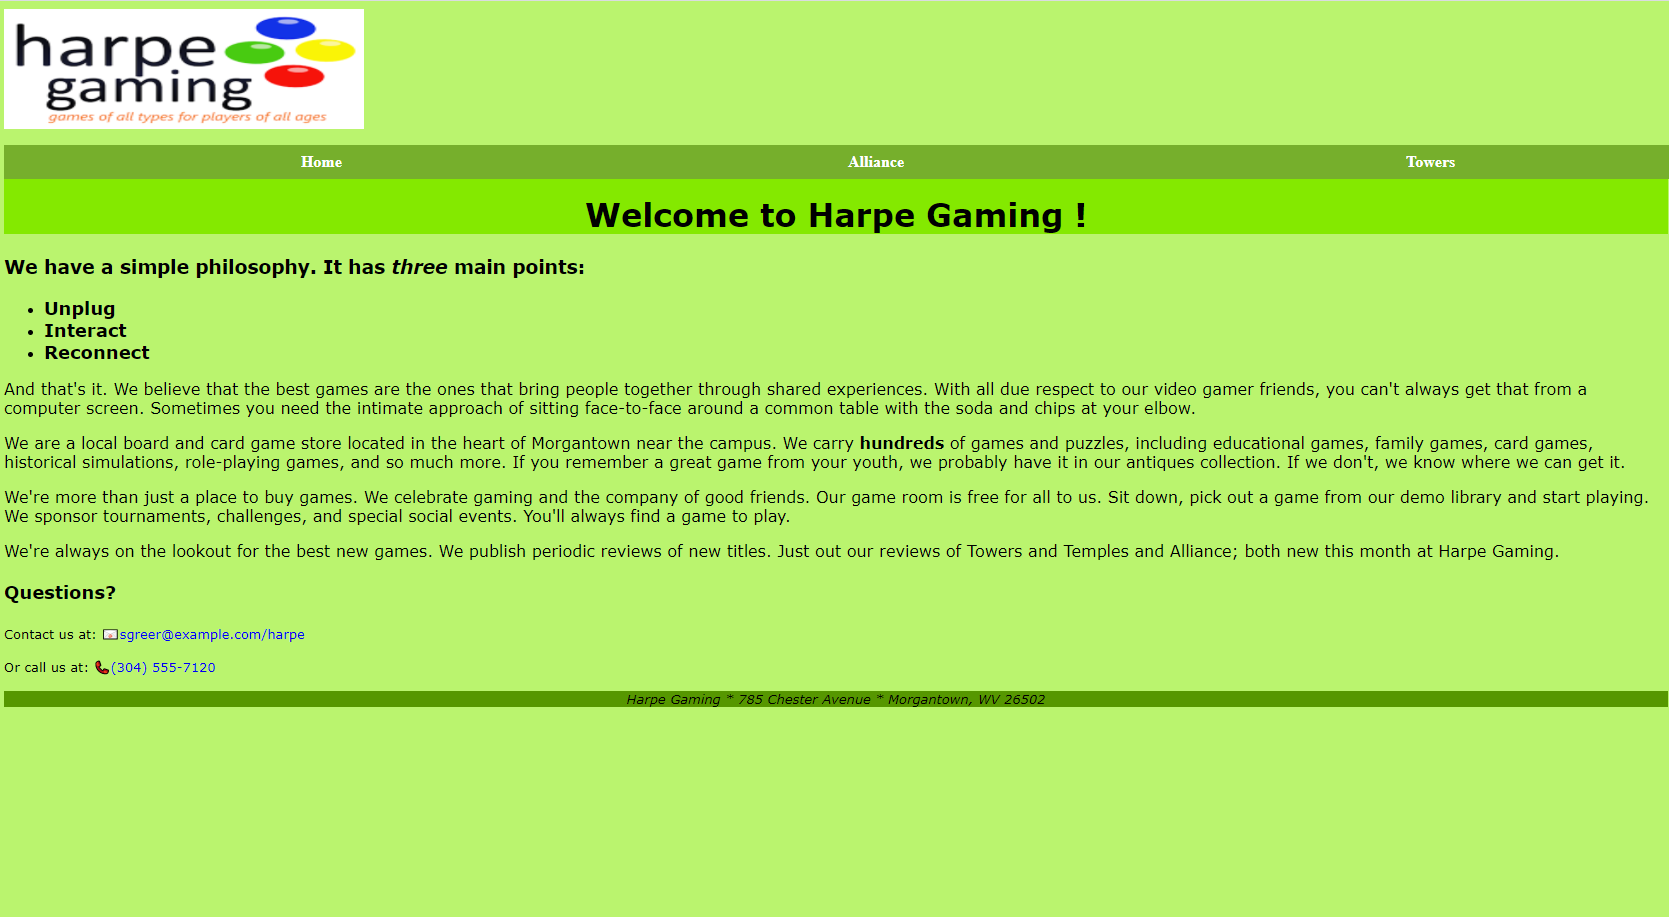 harpe
gaming
games of all types for players of all ages
Home Alliance Towers
Welcome to Harpe Gaming !
We have a simple philosophy. It has three main points:
• Unplug
• Interact
• Reconnect
And that's it. We believe that the best games are the ones that bring people together through shared experiences. With all due respect to our video gamer friends, you can't always get that from a
computer screen. Sometimes you need the intimate approach of sitting face-to-face around a common table with the soda and chips at your elbow.
We are a local board and card game store located in the heart of Morgantown near the campus. We carry hundreds of games and puzzles, including educational games, family games, card games,
historical simulations, role-playing games, and so much more. If you remember a great game from your youth, we probably have it in our antiques collection. If we don't, we know where we can get it.
We're more than just a place to buy games. We celebrate gaming and the company of good friends. Our game room is free for all to us. Sit down, pick out a game from our demo library and start playing.
We sponsor tournaments, challenges, and special social events. You'll always find a game to play.
We're always on the lookout for the best new games. We publish periodic reviews of new titles. Just out our reviews of Towers and Temples and Alliance; both new this month at Harpe Gaming.
Questions?
Contact us at: sgreer@example.com/harpe
Or call us at: (304) 555-7120
Harpe Gaming * 785 Chester Avenue * Morgantown, WV 26502